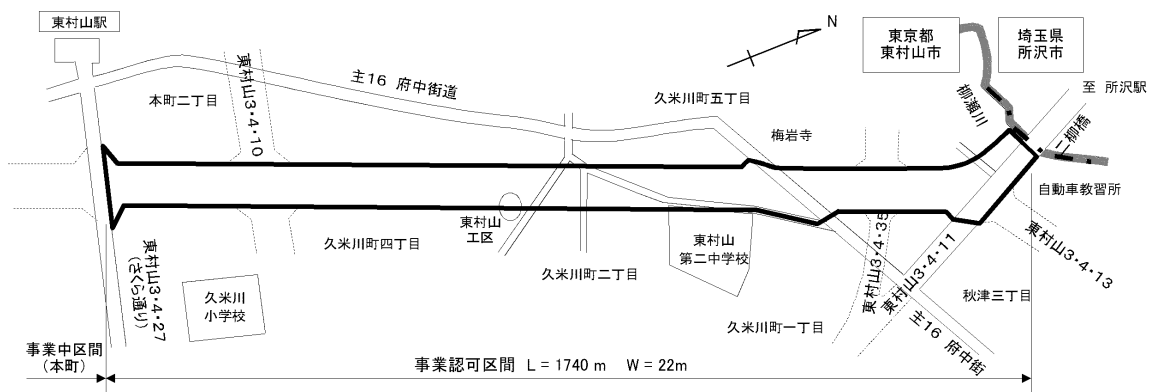 東村山駅
N
東京都
東村山市
埼玉県
所沢市
主16 府中街道
東村山3・4・10
本町二丁目
久米川町五丁目
柳瀬川
至 所沢駅
二柳橋
梅岩寺
自動車教習所
東村山
工区
久米川町四丁目
東村山3・4・27
(さくら通り)
久米川
小学校
久米川町二丁目
東村山
第二中学校
東村山3・4・35
東村山3・4・11
東村山3・4・13
秋津三丁目
久米川町一丁目
主16 府中街
事業中区間
(本町)
事業認可区間 L = 1740 m W = 22m